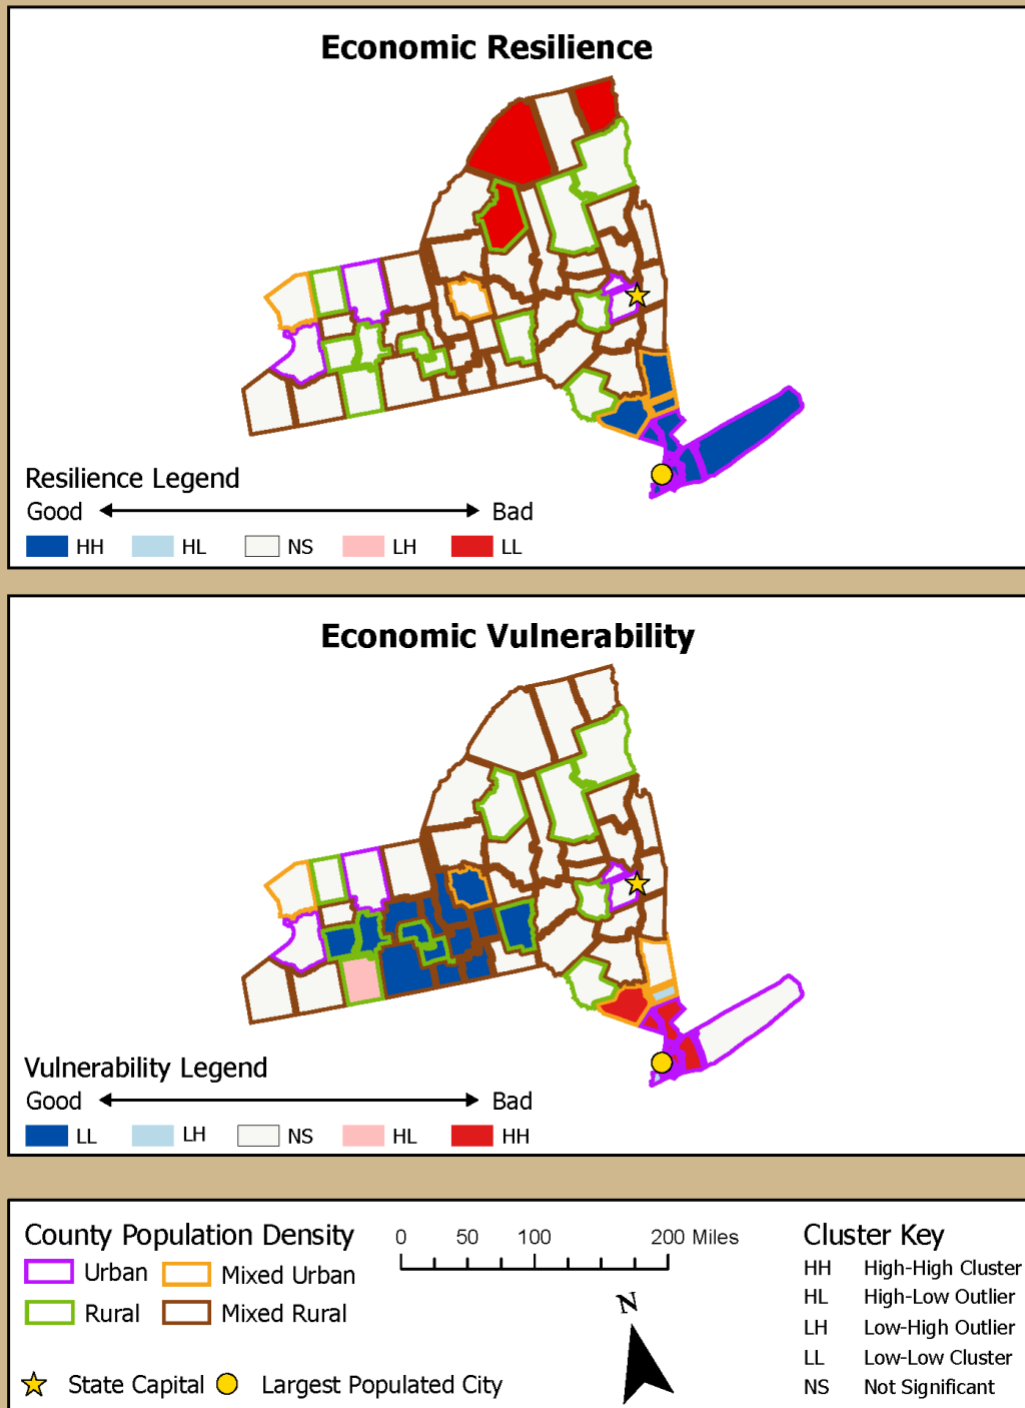 Economic Resilience
Resilience Legend
Good Bad
HH HL NS LH LL
Economic Vulnerability
Vulnerability Legend
Good Bad
LL LH NS HL HH
County Population Density
Urban Mixed Urban
Rural Mixed Rural
State Capital Largest Populated City
0 50 100 200 Miles
N
Cluster Key
HH High-High Cluster
HL High-Low Outlier
LH Low-High Outlier
LL Low-Low Cluster
NS Not Significant